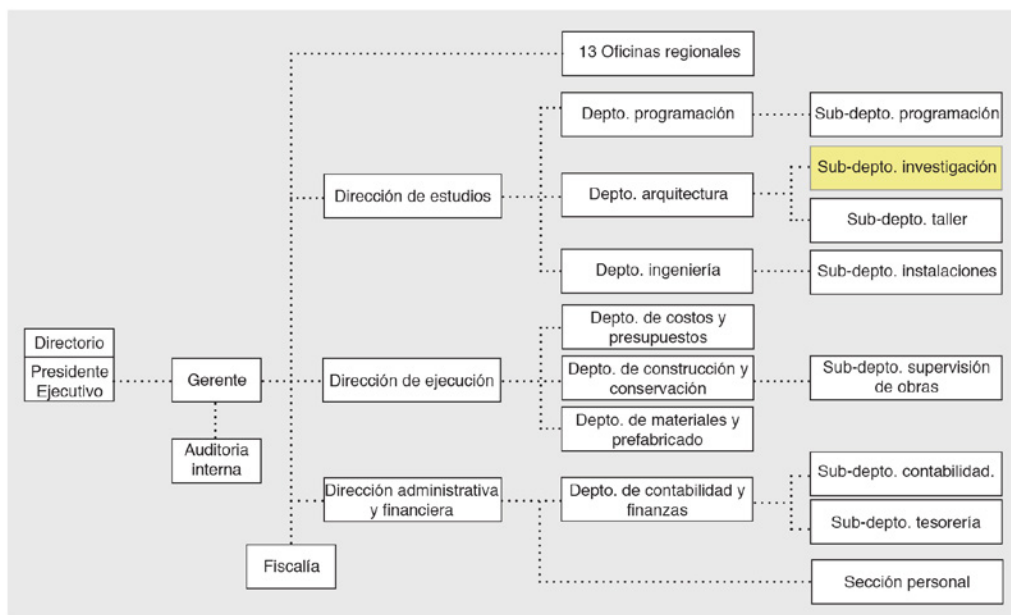 13 Oficinas regionales
Depto. programación
Sub-depto. programación
Sub-depto. investigación
Dirección de estudios
Depto. arquitectura
Sub-depto. taller
Depto. ingeniería
Sub-depto. instalaciones
Directorio
Presidente
Ejecutivo
Gerente
Auditoria
interna
Dirección de ejecución
Depto. de costos y
presupuestos
Depto. de construcción y
conservación
Sub-depto. supervisión
de obras
Depto. de materiales y
prefabricado
Dirección administrativa
y financiera
Depto. de contabilidad y
finanzas
Sub-depto. contabilidad.
Sub-depto. tesorería
Fiscalía
Sección personal